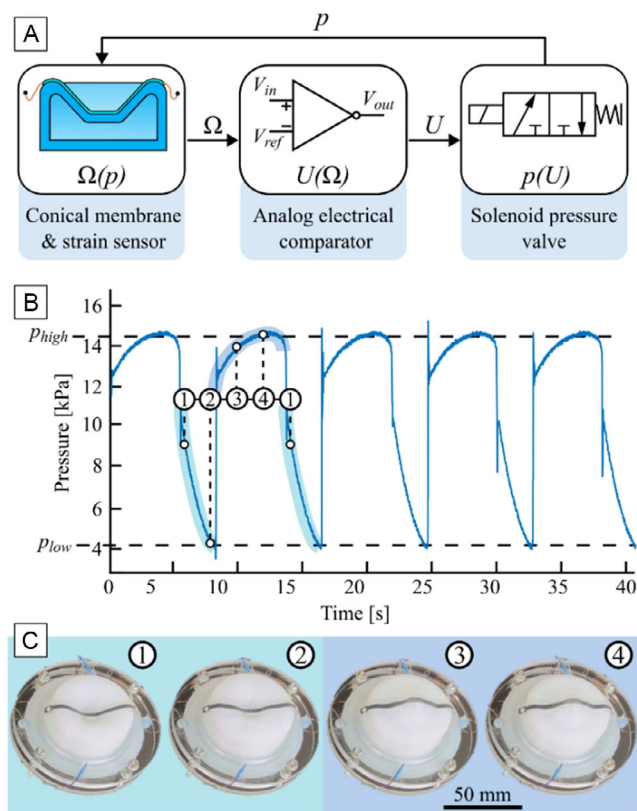 A
p
V_in
+
V_ref
−
V_out
Ω
U
Ω(p)
U(Ω)
p(U)
Conical membrane
& strain sensor
Analog electrical
comparator
Solenoid pressure
valve
B
16
p_high
14
12
① ② ③ ④ ①
10
8
6
p_low
4
Pressure [kPa]
0 5 10 15 20 25 30 35 40
Time [s]
C
① ② ③ ④
50 mm